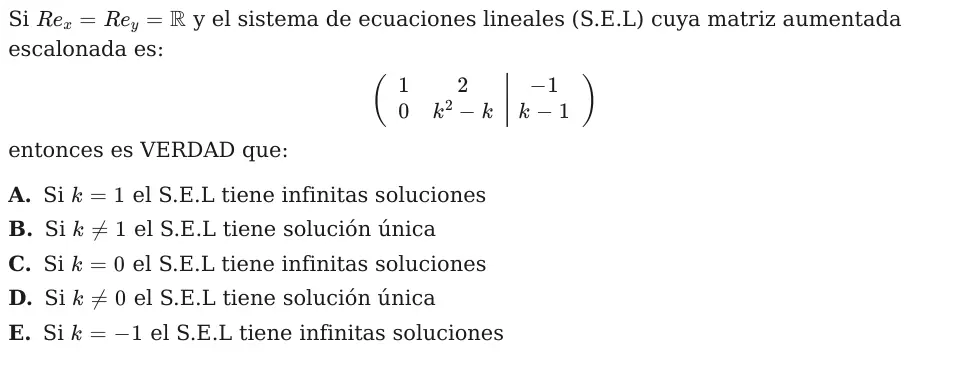 Si $Re_x = Re_y = \mathbb{R}$ y el sistema de ecuaciones lineales (S.E.L) cuya matriz aumentada
escalonada es:
$\left(\begin{array}{cc|c} 1 & 2 & -1 \\ 0 & k^2 - k & k - 1 \end{array}\right)$
entonces es VERDAD que:
A. Si $k = 1$ el S.E.L tiene infinitas soluciones
B. Si $k \neq 1$ el S.E.L tiene solución única
C. Si $k = 0$ el S.E.L tiene infinitas soluciones
D. Si $k \neq 0$ el S.E.L tiene solución única
E. Si $k = -1$ el S.E.L tiene infinitas soluciones